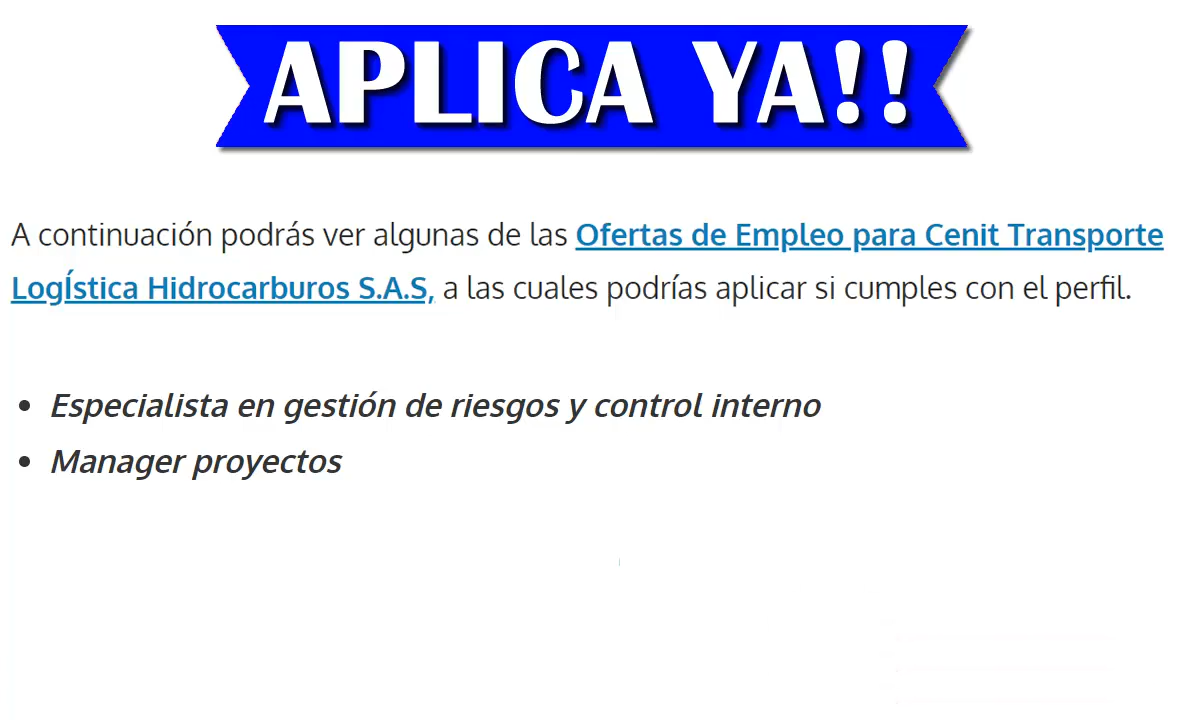 APLICA YA!!
A continuación podrás ver algunas de las Ofertas de Empleo para Cenit Transporte
LogÍstica Hidrocarburos S.A.S, a las cuales podrías aplicar si cumples con el perfil.
• Especialista en gestión de riesgos y control interno
• Manager proyectos